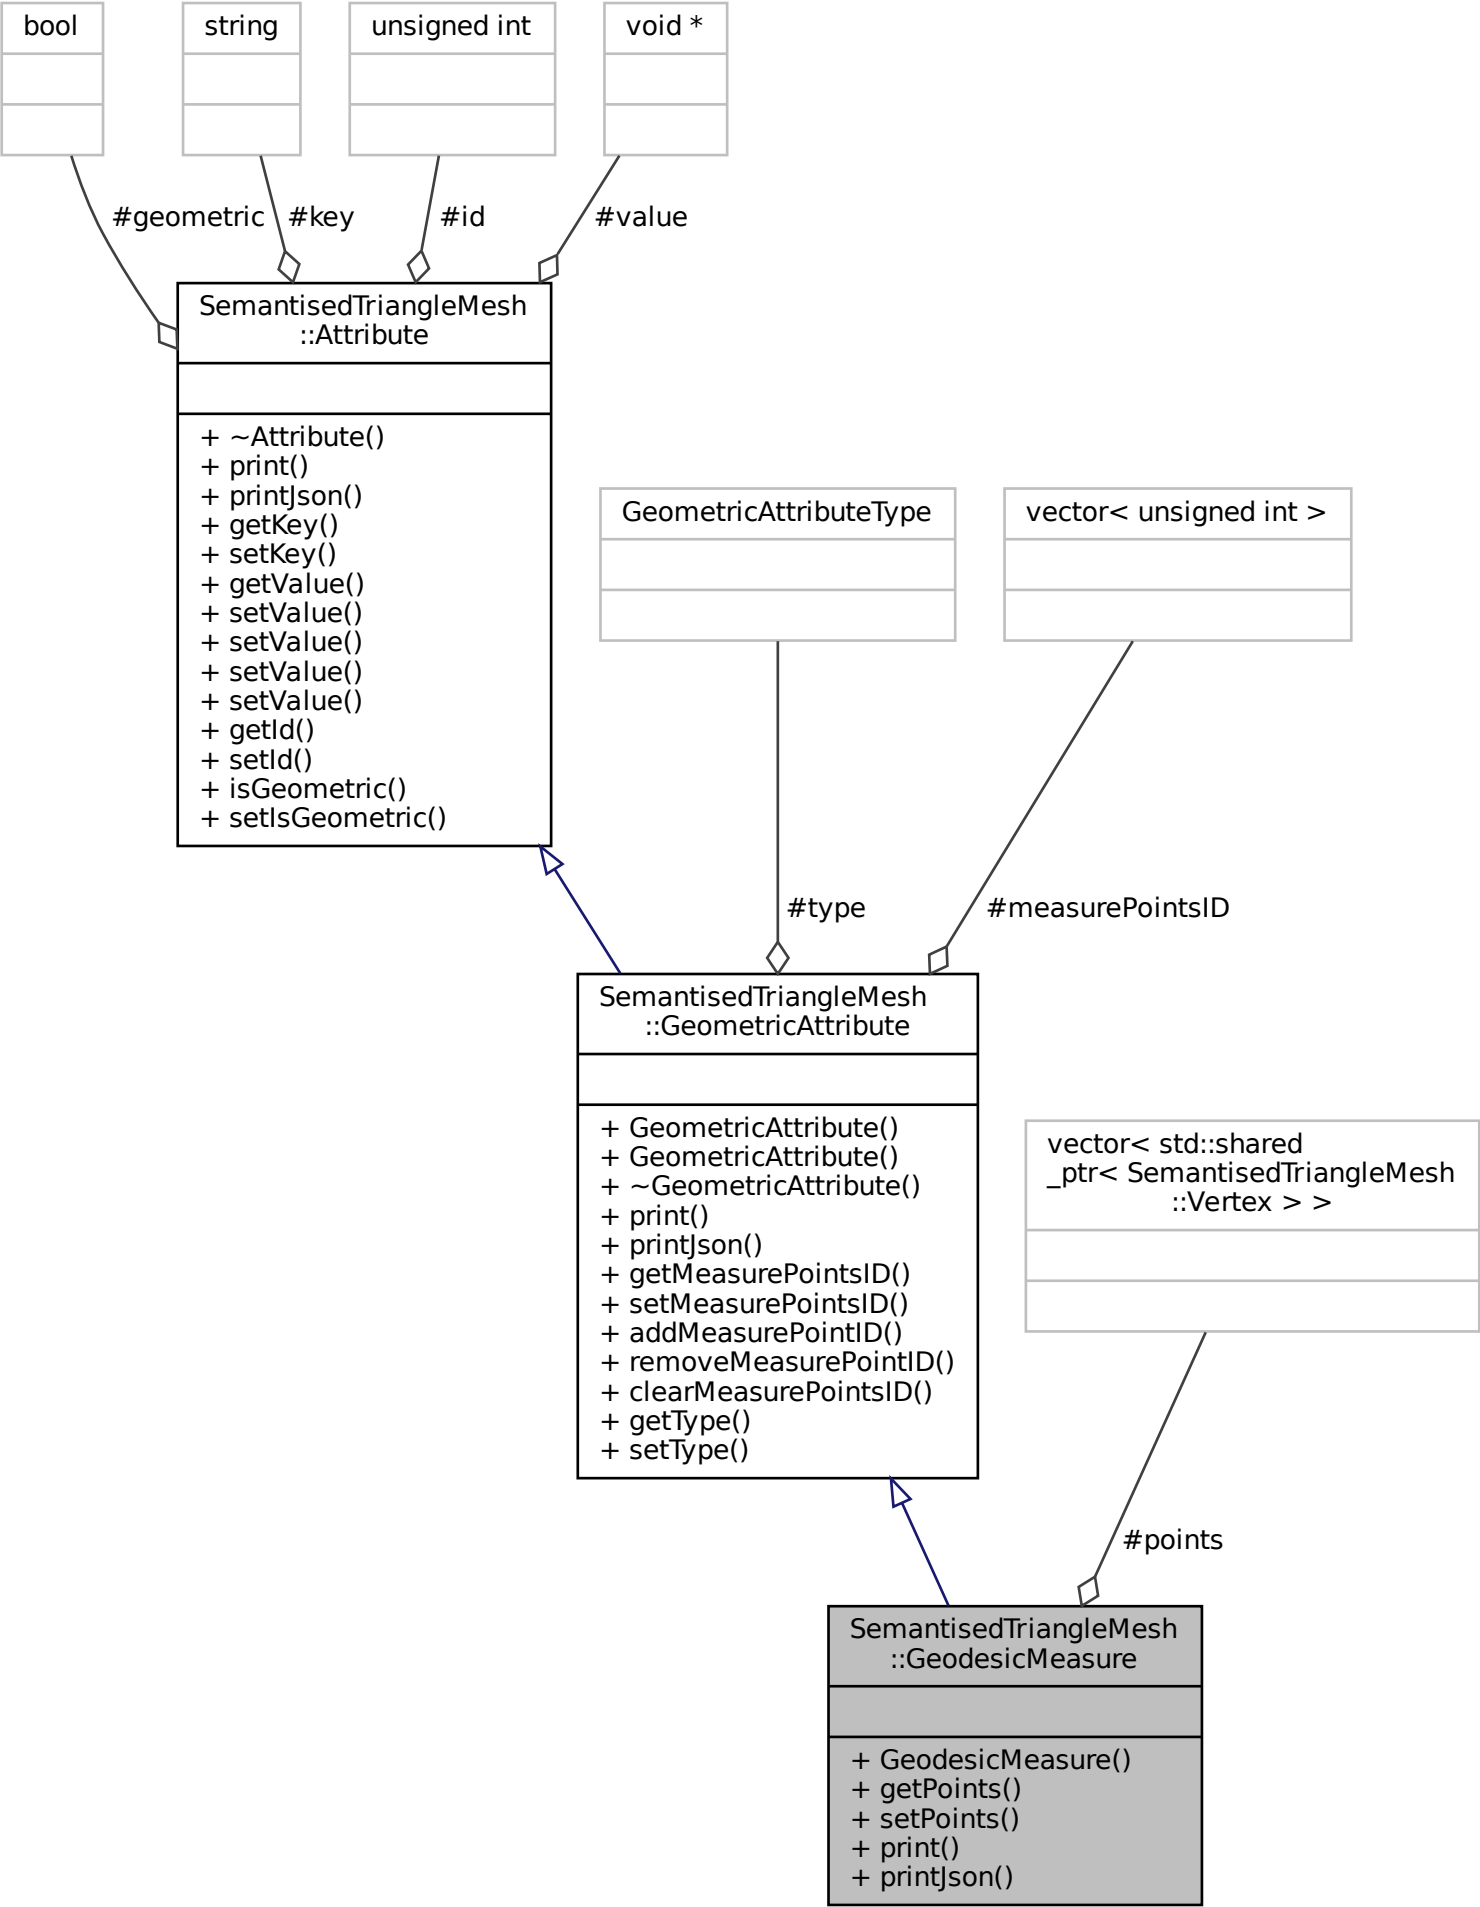 bool
string
unsigned int
void *
#geometric
#key
#id
#value
SemantisedTriangleMesh
::Attribute
+ ~Attribute()
+ print()
+ printJson()
+ getKey()
+ setKey()
+ getValue()
+ setValue()
+ setValue()
+ setValue()
+ setValue()
+ getId()
+ setId()
+ isGeometric()
+ setIsGeometric()
GeometricAttributeType
vector< unsigned int >
#type
#measurePointsID
SemantisedTriangleMesh
::GeometricAttribute
+ GeometricAttribute()
+ GeometricAttribute()
+ ~GeometricAttribute()
+ print()
+ printJson()
+ getMeasurePointsID()
+ setMeasurePointsID()
+ addMeasurePointID()
+ removeMeasurePointID()
+ clearMeasurePointsID()
+ getType()
+ setType()
vector< std::shared
_ptr< SemantisedTriangleMesh
::Vertex > >
#points
SemantisedTriangleMesh
::GeodesicMeasure
+ GeodesicMeasure()
+ getPoints()
+ setPoints()
+ print()
+ printJson()